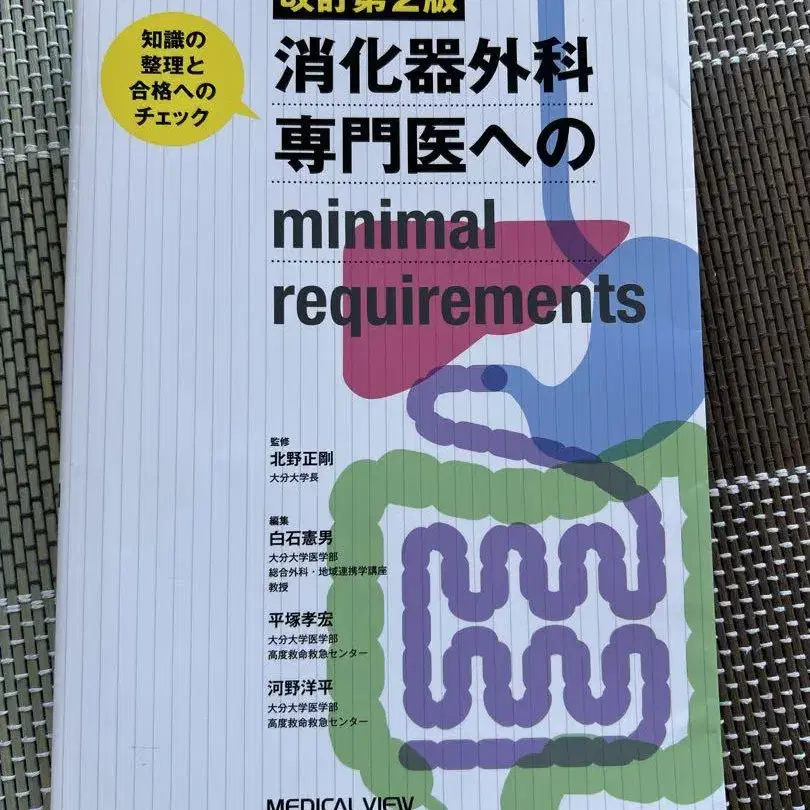 改訂第2版
知識の
整理と
合格への
チェック
消化器外科
専門医への
minimal
requirements
監修
北野正剛
大分大学長
編集
白石憲男
大分大学医学部
総合外科・地域連携学講座
教授
平塚孝宏
大分大学医学部
高度救命救急センター
河野洋平
大分大学医学部
高度救命救急センター
MEDICAL VIEW